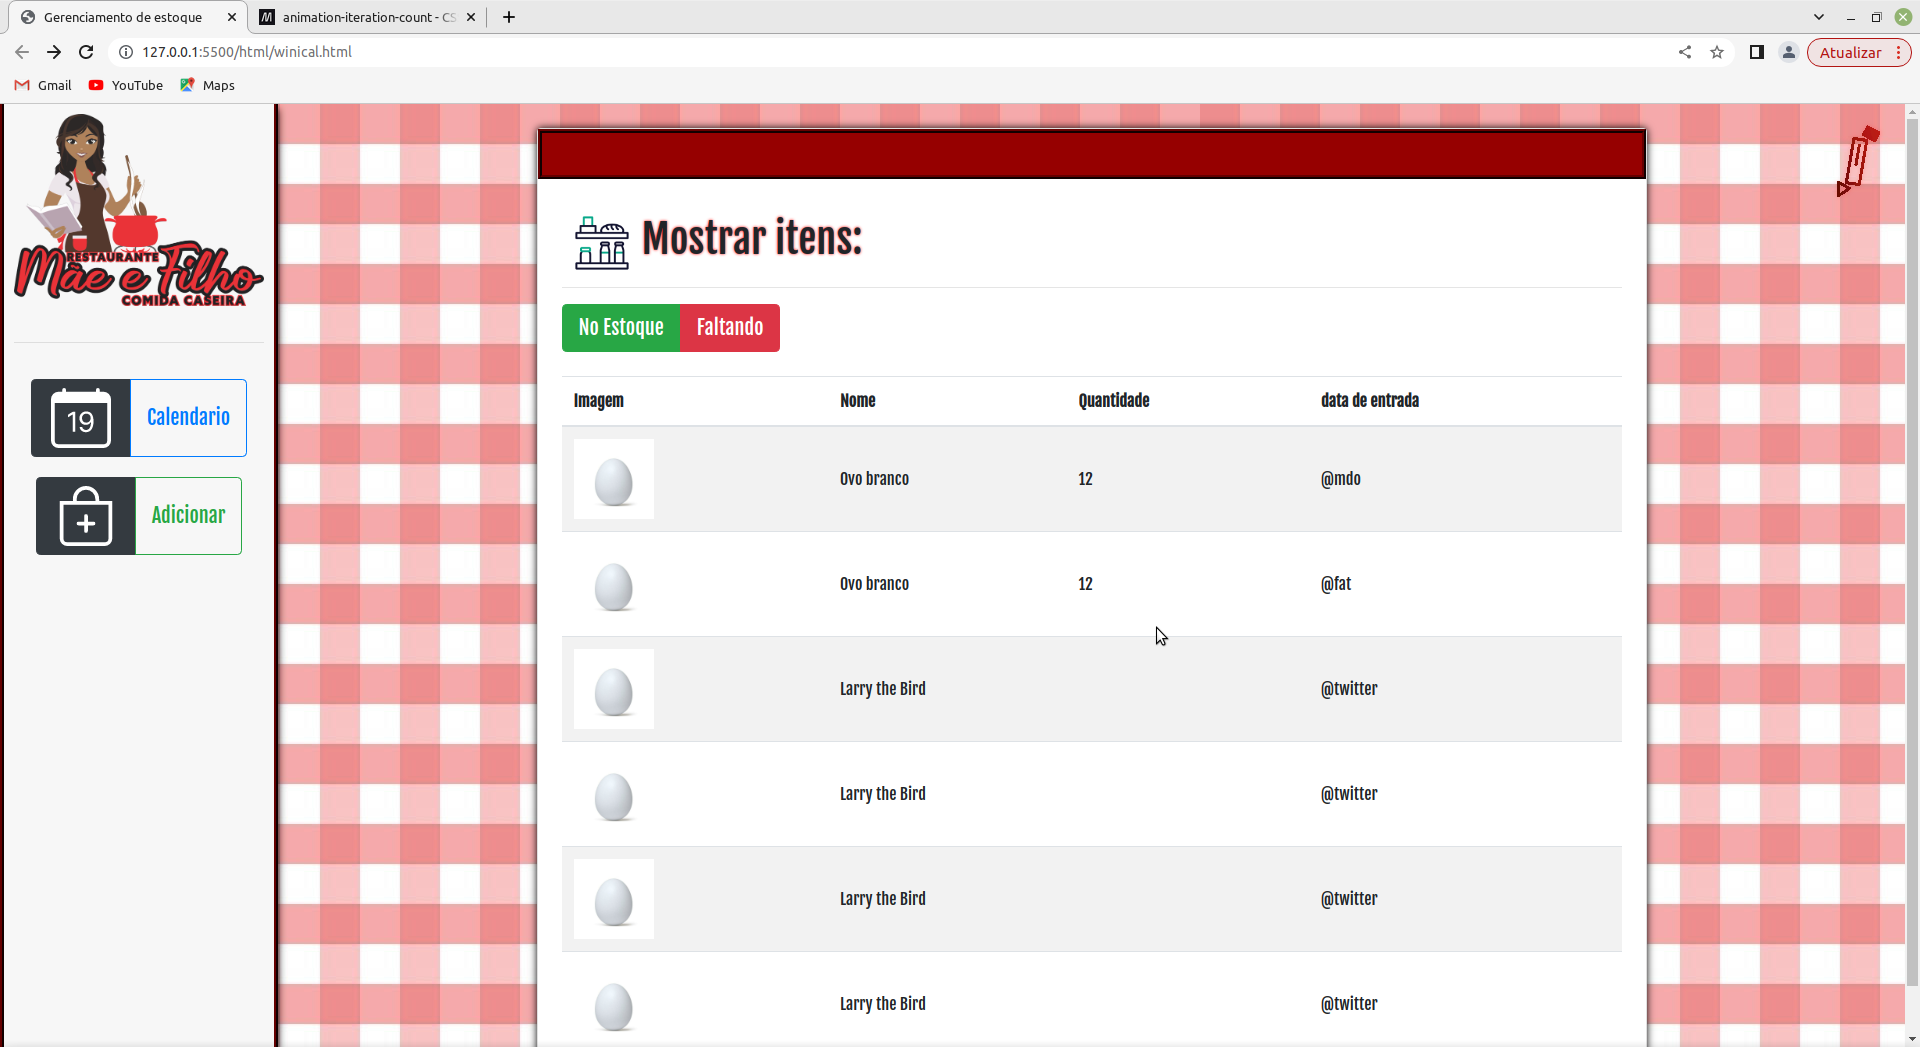 Gerenciamento de estoque
animation-iteration-count - CS
127.0.0.1:5500/html/winical.html
Atualizar
Gmail
YouTube
Maps
RESTAURANTE
Mãe e Filho
COMIDA CASEIRA
19
Calendario
Adicionar
Mostrar itens:
No Estoque
Faltando
Imagem Nome Quantidade data de entrada
Ovo branco 12 @mdo
Ovo branco 12 @fat
Larry the Bird @twitter
Larry the Bird @twitter
Larry the Bird @twitter
Larry the Bird @twitter